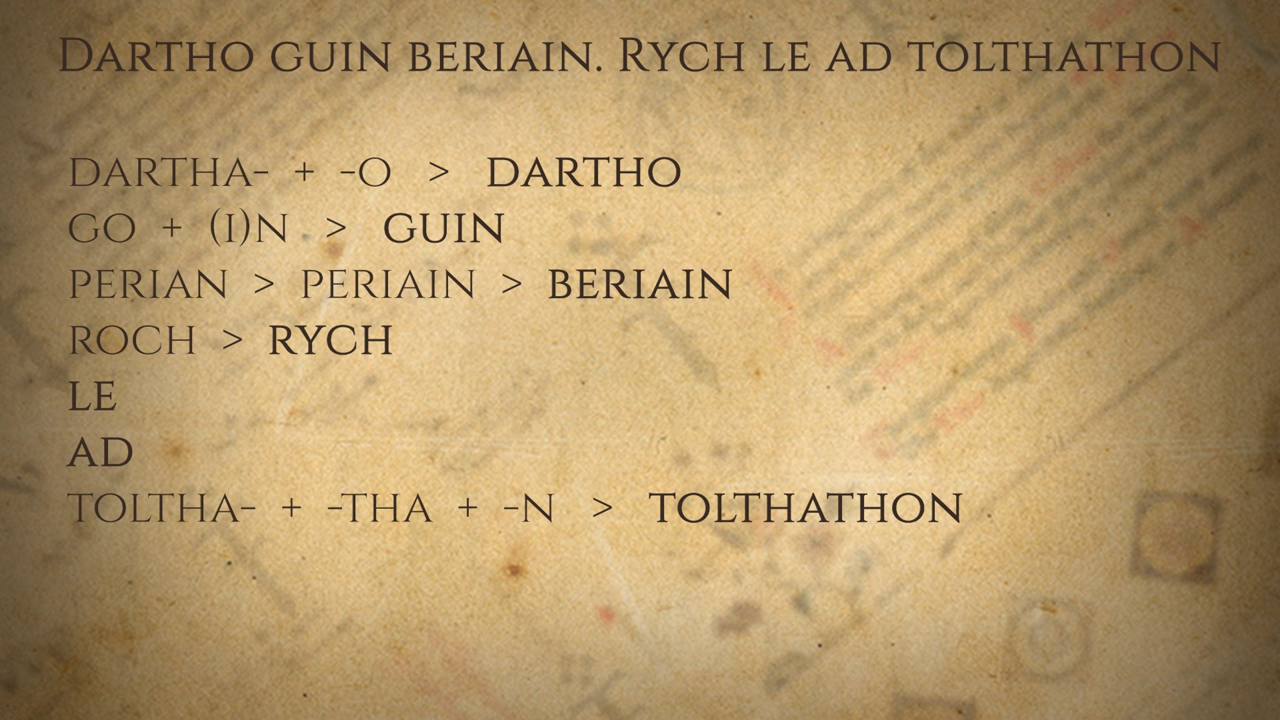 Dartho guin beriain. Rych le ad tolthathon
dartha- + -o > dartho
go + (i)n > guin
perian > periain > beriain
roch > rych
le
ad
toltha- + -tha + -n > tolthathon